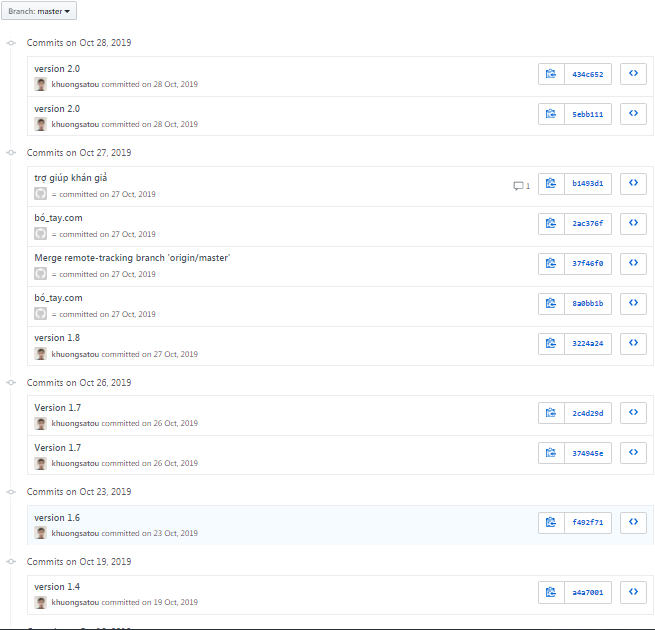 Branch: master
Commits on Oct 28, 2019
version 2.0
khuongsatou committed on 28 Oct, 2019
434c652
version 2.0
khuongsatou committed on 28 Oct, 2019
5ebb111
Commits on Oct 27, 2019
trợ giúp khán giả
= committed on 27 Oct, 2019
1
b1493d1
bó_tay.com
= committed on 27 Oct, 2019
2ac376f
Merge remote-tracking branch 'origin/master'
= committed on 27 Oct, 2019
37f46f0
bó_tay.com
= committed on 27 Oct, 2019
8a0bb1b
version 1.8
khuongsatou committed on 27 Oct, 2019
3224a24
Commits on Oct 26, 2019
Version 1.7
khuongsatou committed on 26 Oct, 2019
2c4d29d
Version 1.7
khuongsatou committed on 26 Oct, 2019
374945e
Commits on Oct 23, 2019
version 1.6
khuongsatou committed on 23 Oct, 2019
f492f71
Commits on Oct 19, 2019
version 1.4
khuongsatou committed on 19 Oct, 2019
a4a7001